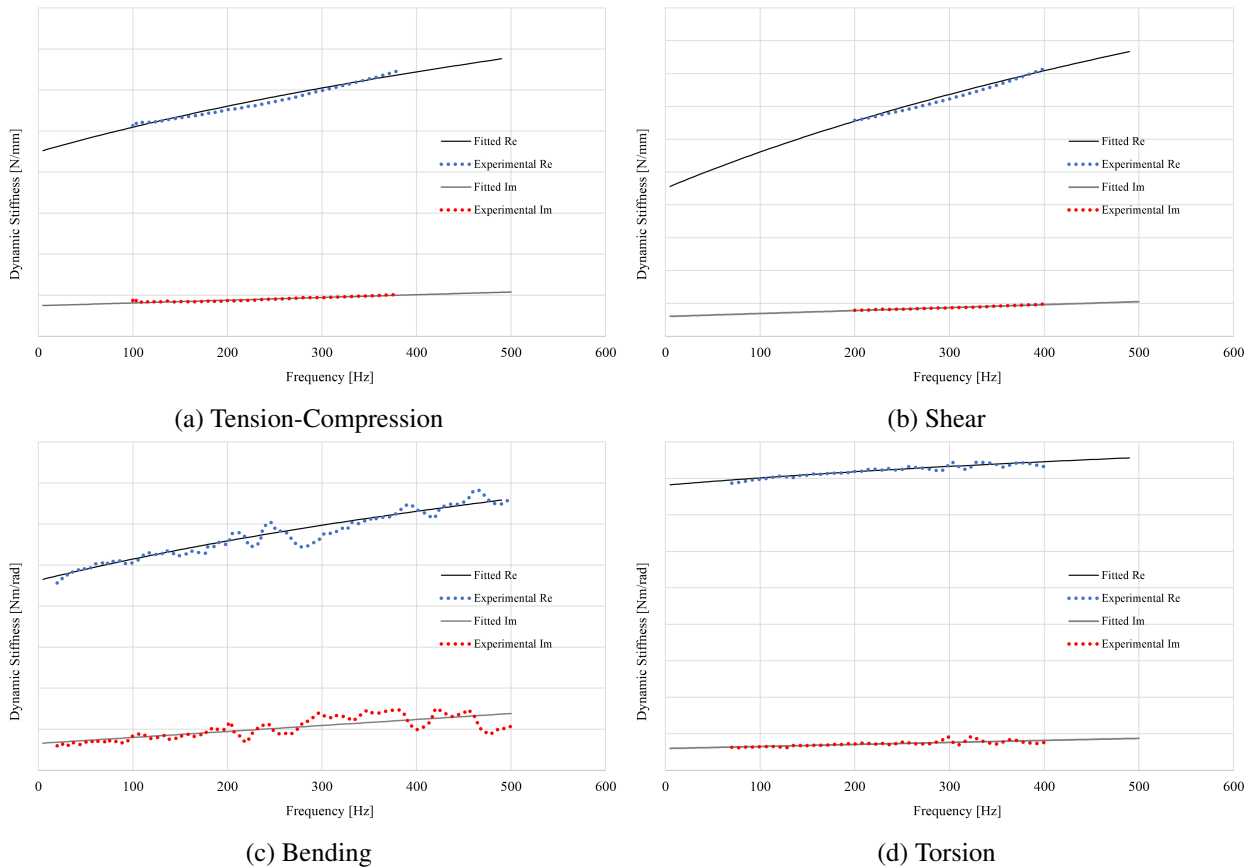 Dynamic Stiffness [N/mm]
Fitted Re
Experimental Re
Fitted Im
Experimental Im
0 100 200 300 400 500 600
Frequency [Hz]
(a) Tension-Compression
Dynamic Stiffness [N/mm]
Fitted Re
Experimental Re
Fitted Im
Experimental Im
0 100 200 300 400 500 600
Frequency [Hz]
(b) Shear
Dynamic Stiffness [Nm/rad]
Fitted Re
Experimental Re
Fitted Im
Experimental Im
0 100 200 300 400 500 600
Frequency [Hz]
(c) Bending
Dynamic Stiffness [Nm/rad]
Fitted Re
Experimental Re
Fitted Im
Experimental Im
0 100 200 300 400 500 600
Frequency [Hz]
(d) Torsion